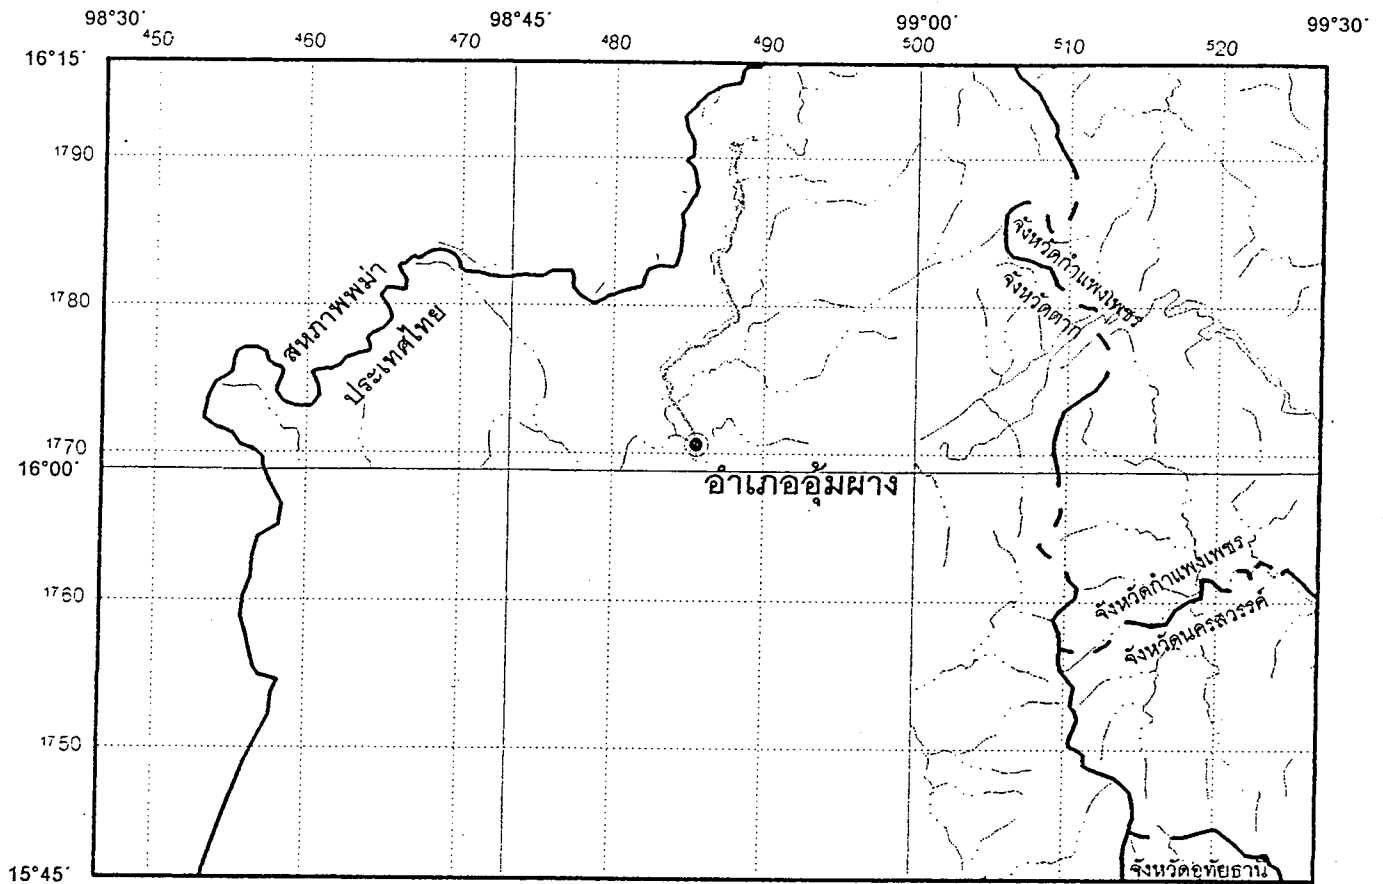 98°30' 98°45' 99°00' 99°30'
450 460 470 480 490 500 510 520
16°15'
1790
จังหวัดกำแพงเพชร
จังหวัดตาก
สหภาพพม่า
ประเทศไทย
1780
1770
16°00'
อำเภออุ้มผาง
จังหวัดกำแพงเพชร
จังหวัดนครสวรรค์
1760
1750
15°45'
จังหวัดอุทัยธานี